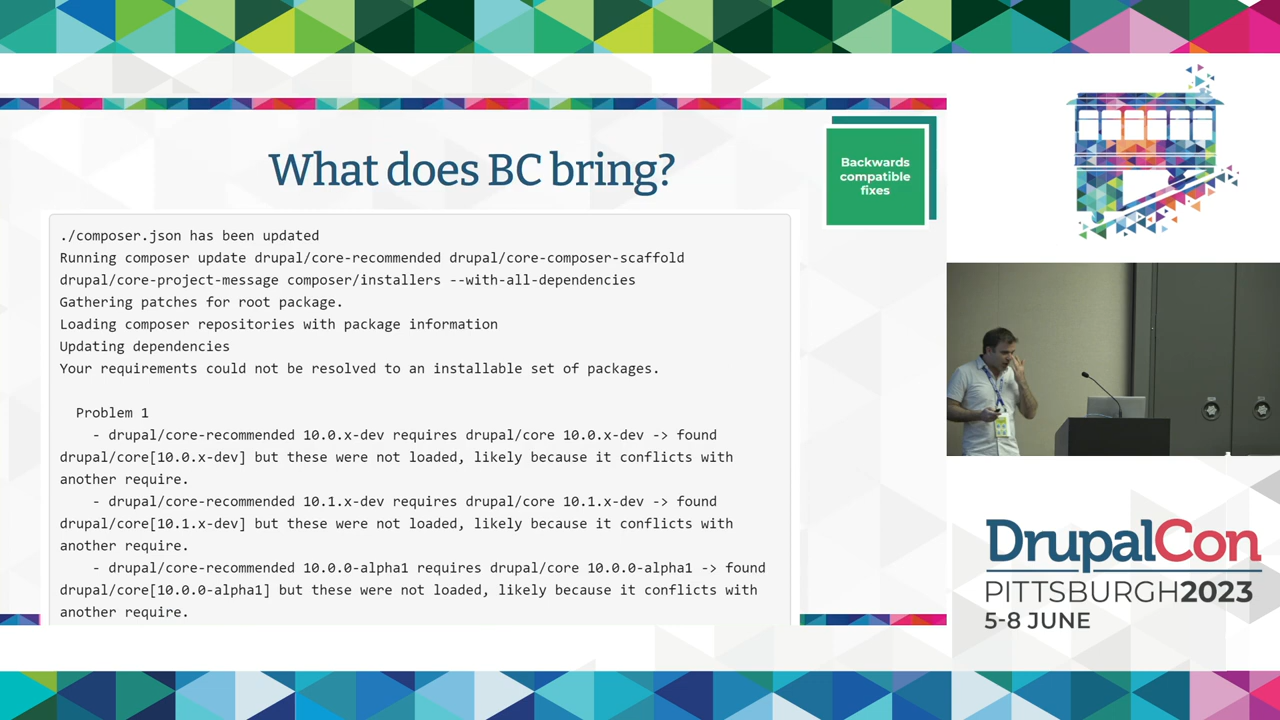 What does BC bring?
Backwards
compatible
fixes
./composer.json has been updated
Running composer update drupal/core-recommended drupal/core-composer-scaffold
drupal/core-project-message composer/installers --with-all-dependencies
Gathering patches for root package.
Loading composer repositories with package information
Updating dependencies
Your requirements could not be resolved to an installable set of packages.
Problem 1
- drupal/core-recommended 10.0.x-dev requires drupal/core 10.0.x-dev -> found
drupal/core[10.0.x-dev] but these were not loaded, likely because it conflicts with
another require.
- drupal/core-recommended 10.1.x-dev requires drupal/core 10.1.x-dev -> found
drupal/core[10.1.x-dev] but these were not loaded, likely because it conflicts with
another require.
- drupal/core-recommended 10.0.0-alpha1 requires drupal/core 10.0.0-alpha1 -> found
drupal/core[10.0.0-alpha1] but these were not loaded, likely because it conflicts with
another require.
DrupalCon
PITTSBURGH2023
5-8 JUNE